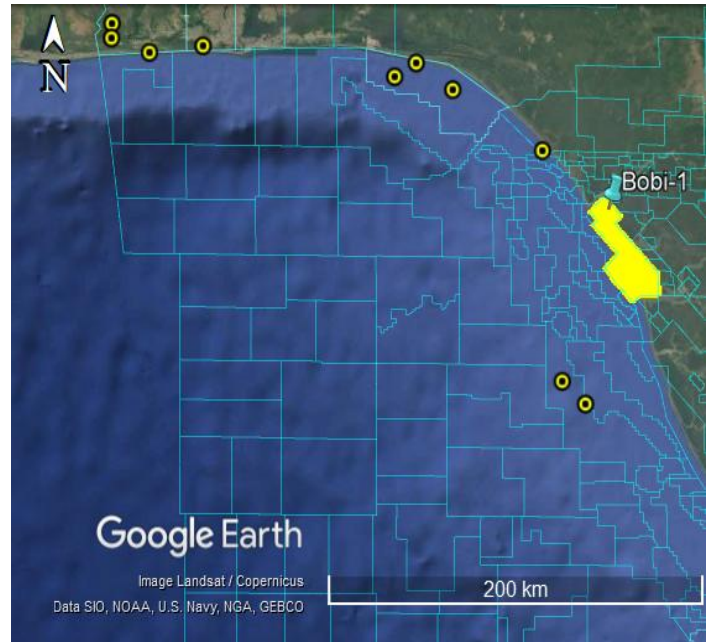 N
Bobi-1
Google Earth
Image Landsat / Copernicus
Data SIO, NOAA, U.S. Navy, NGA, GEBCO
200 km